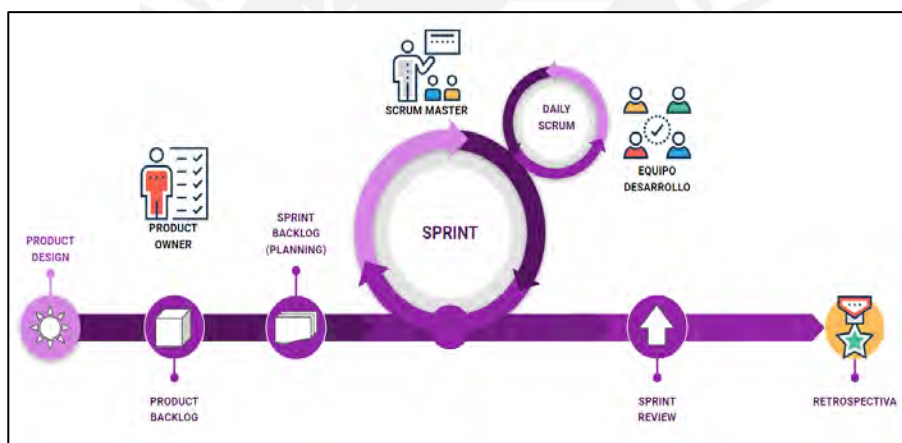 SCRUM MASTER
DAILY
SCRUM
EQUIPO
DESARROLLO
PRODUCT
OWNER
SPRINT
BACKLOG
(PLANNING)
SPRINT
PRODUCT
DESIGN
PRODUCT
BACKLOG
SPRINT
REVIEW
RETROSPECTIVA